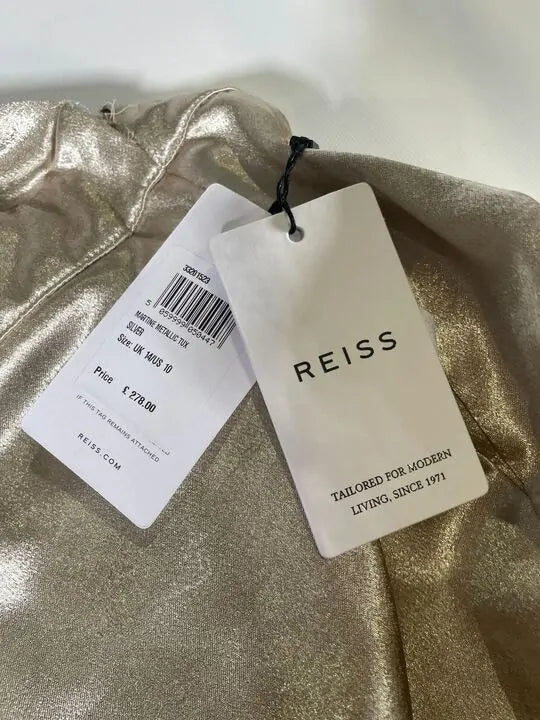 33201523
5 059999 050447
MARTINE METALLIC TUX
SILVER
Size: UK 14/US 10
Price £ 278.00
IF THIS TAG REMAINS ATTACHED
REISS.COM
REISS
TAILORED FOR MODERN
LIVING, SINCE 1971